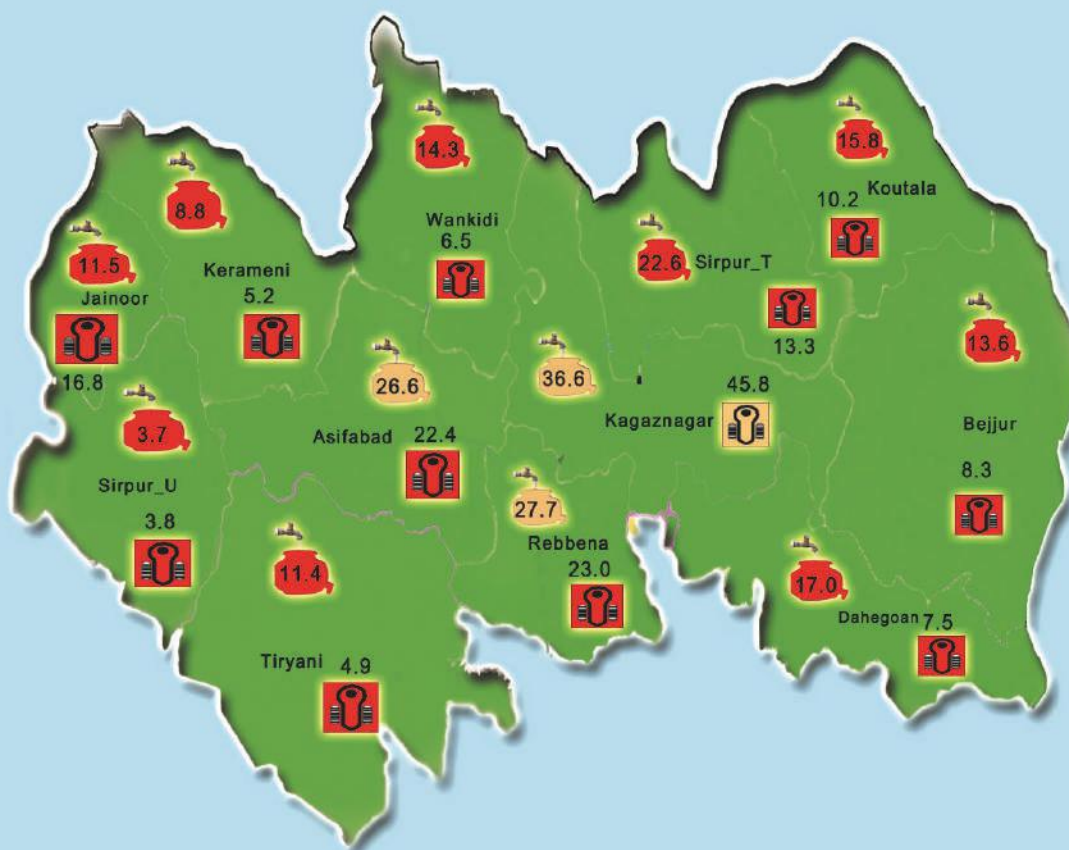 14.3
15.8
Koutala
10.2
8.8
Wankidi
6.5
22.6
Sirpur_T
11.5
Jainoor
Kerameni
5.2
13.3
13.6
16.8
26.6
36.6
45.8
Kagaznagar
Bejjur
3.7
Asifabad
22.4
Sirpur_U
8.3
3.8
27.7
Rebbena
23.0
11.4
17.0
Dahegoan
7.5
Tiryani
4.9